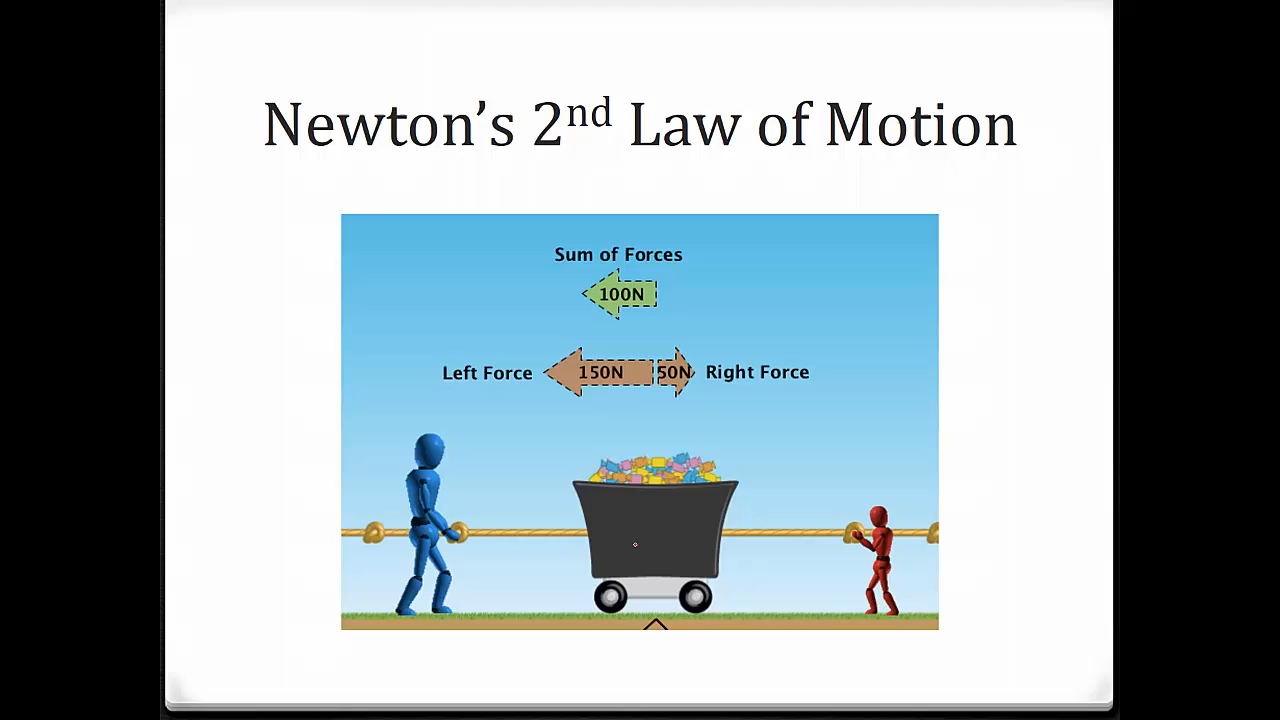 Newton's 2nd Law of Motion
Sum of Forces
100N
Left Force 150N 50N Right Force